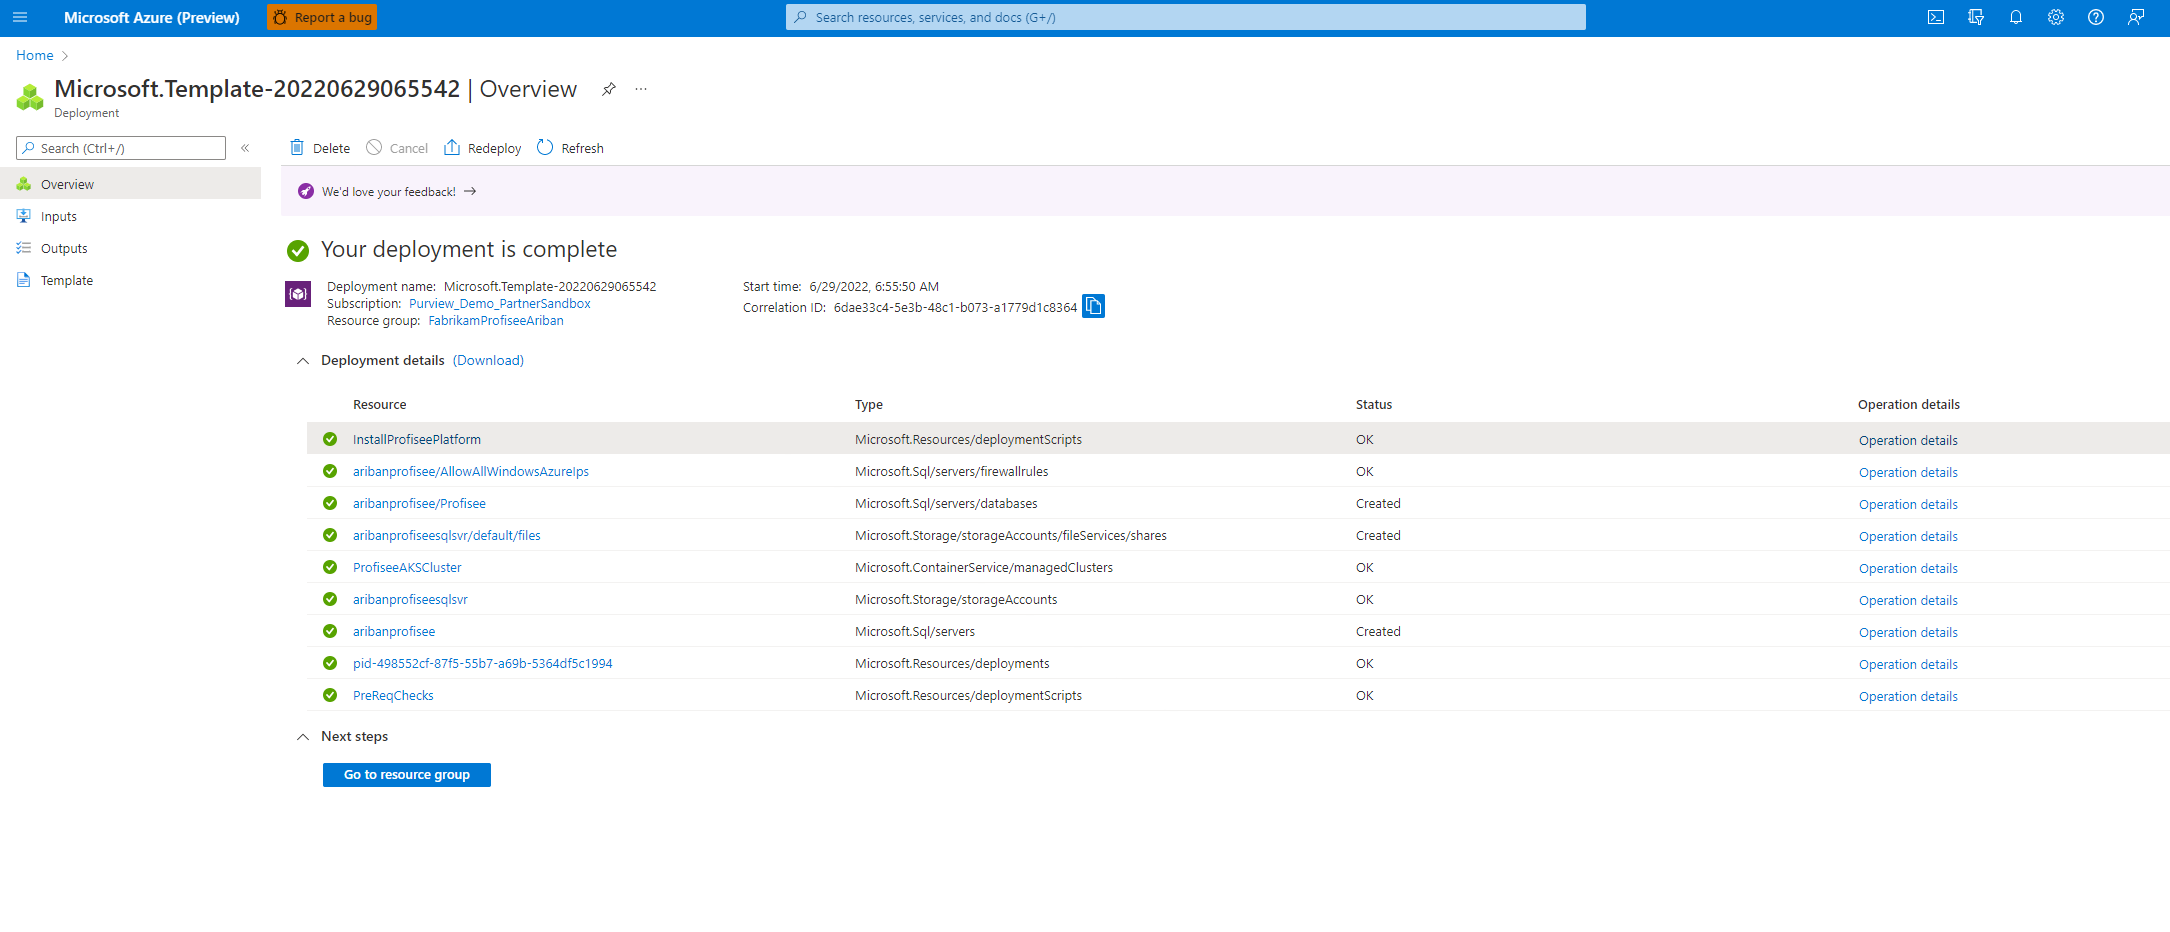 Microsoft Azure (Preview)
Report a bug
Search resources, services, and docs (G+/)
Home
Microsoft.Template-20220629065542 | Overview
Deployment
Search (Ctrl+/)
Overview
Inputs
Outputs
Template
Delete
Cancel
Redeploy
Refresh
We'd love your feedback!
Your deployment is complete
Deployment name: Microsoft.Template-20220629065542
Subscription: Purview_Demo_PartnerSandbox
Resource group: FabrikamProfiseeAriban
Start time: 6/29/2022, 6:55:50 AM
Correlation ID: 6dae33c4-5e3b-48c1-b073-a1779d1c8364
Deployment details (Download)
Resource Type Status Operation details
InstallProfiseePlatform Microsoft.Resources/deploymentScripts OK Operation details
aribanprofisee/AllowAllWindowsAzureIps Microsoft.Sql/servers/firewallrules OK Operation details
aribanprofisee/Profisee Microsoft.Sql/servers/databases Created Operation details
aribanprofiseesqlsvr/default/files Microsoft.Storage/storageAccounts/fileServices/shares Created Operation details
ProfiseeAKSCluster Microsoft.ContainerService/managedClusters OK Operation details
aribanprofiseesqlsvr Microsoft.Storage/storageAccounts OK Operation details
aribanprofisee Microsoft.Sql/servers Created Operation details
pid-498552cf-87f5-55b7-a69b-5364df5c1994 Microsoft.Resources/deployments OK Operation details
PreReqChecks Microsoft.Resources/deploymentScripts OK Operation details
Next steps
Go to resource group